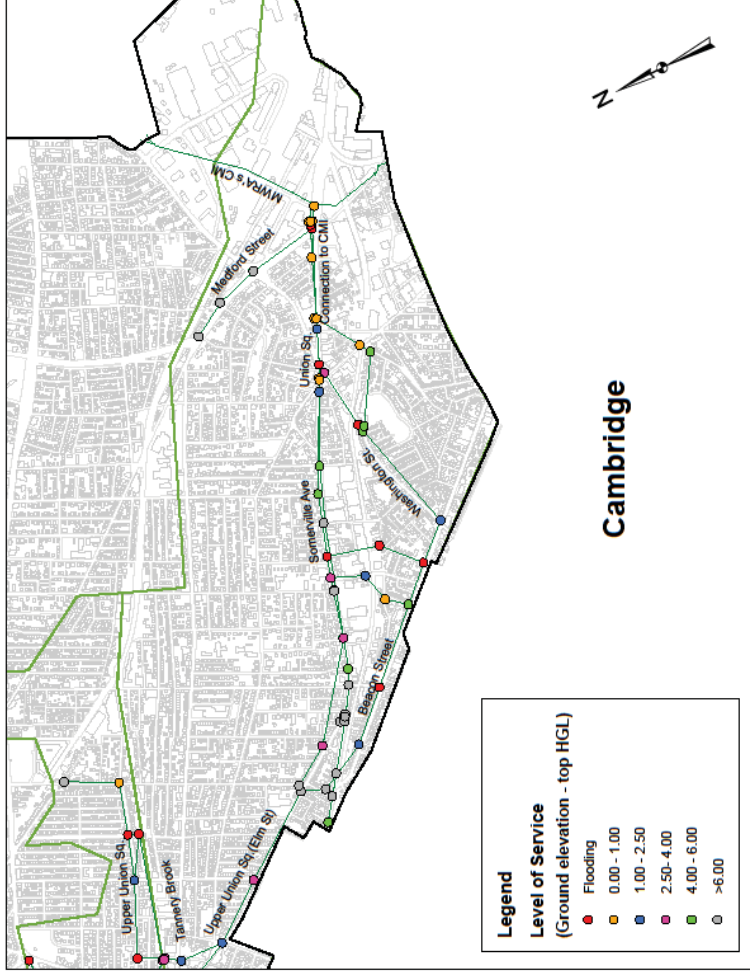 MWRA's CMI
Medford Street
Connection to CMI
Union Sq.
Washington St.
Somerville Ave
Beacon Street
Upper Union Sq.
Tannery Brook
Upper Union Sq.(Elm St)
N
Cambridge
Legend
Level of Service
(Ground elevation - top HGL)
Flooding
0.00 - 1.00
1.00 - 2.50
2.50- 4.00
4.00 - 6.00
>6.00